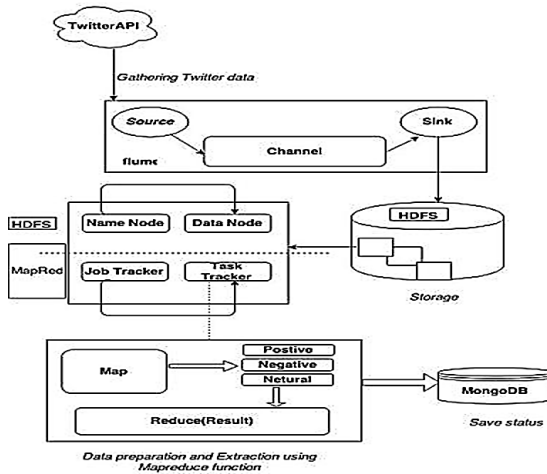 TwitterAPI
Gathering Twitter data
Source
Sink
Channel
flume
HDFS
Name Node
Data Node
HDFS
MapRed
Job Tracker
Task
Tracker
Storage
Map
Postive
Negative
Netural
Reduce(Result)
MongoDB
Save status
Data preparation and Extraction using
Mapreduce function